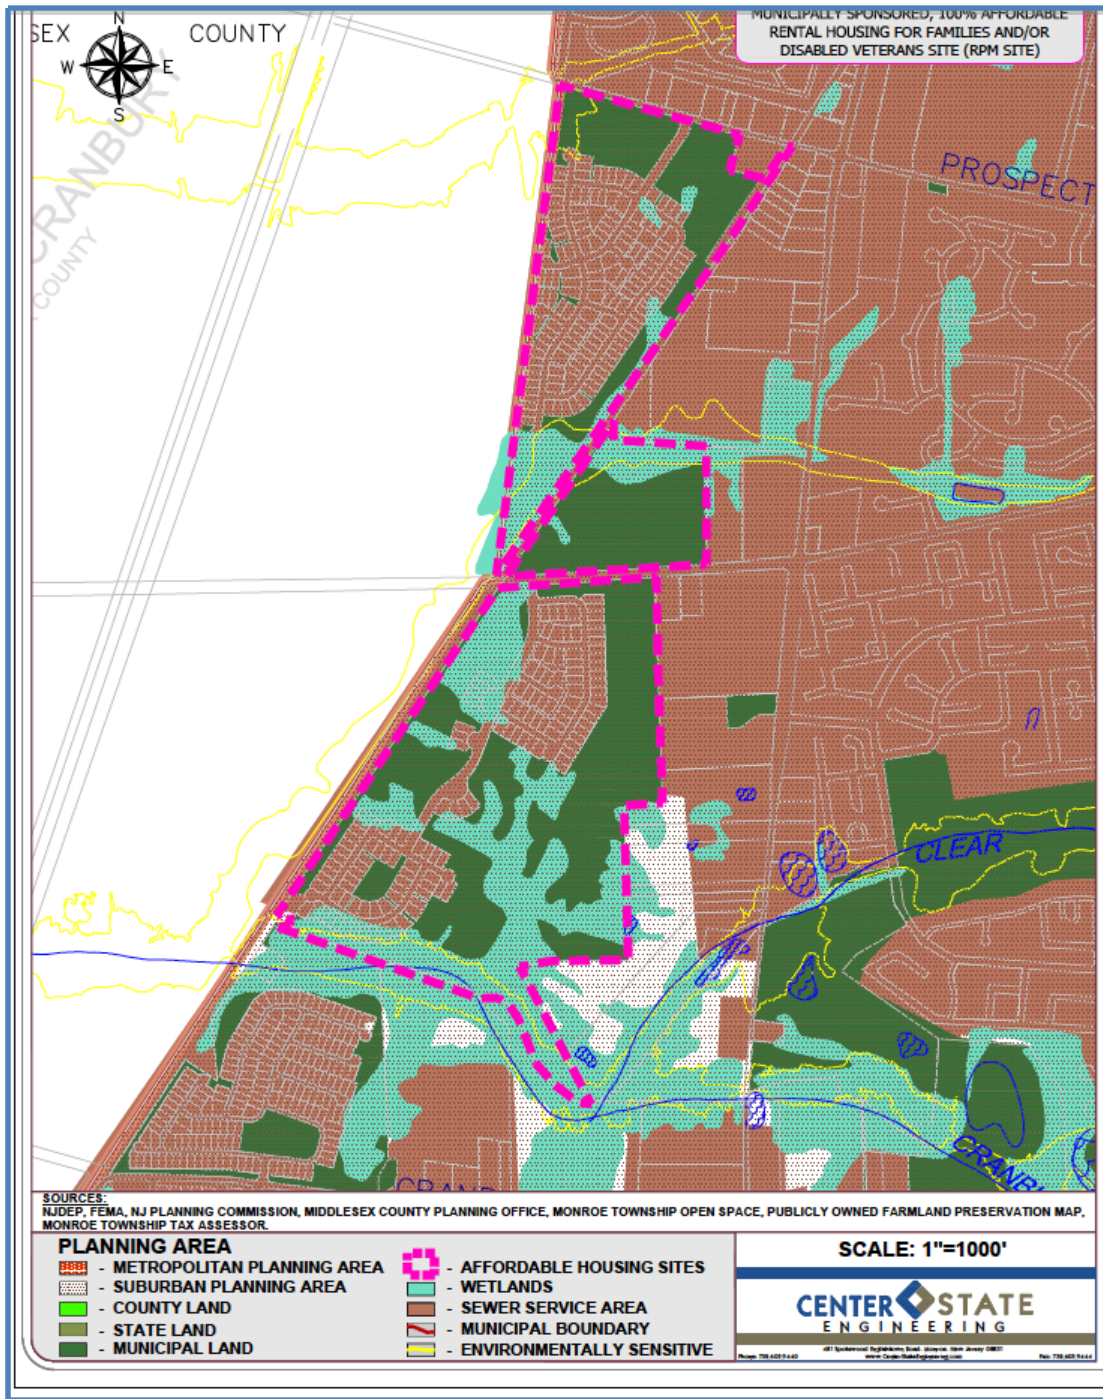 MUNICIPALLY SPONSORED, 100% AFFORDABLE
RENTAL HOUSING FOR FAMILIES AND/OR
DISABLED VETERANS SITE (RPM SITE)
SEX COUNTY
N
W E
S
CRANBURY
COUNTY
PROSPECT
CLEAR
SOURCES:
NJDEP, FEMA, NJ PLANNING COMMISSION, MIDDLESEX COUNTY PLANNING OFFICE, MONROE TOWNSHIP OPEN SPACE, PUBLICLY OWNED FARMLAND PRESERVATION MAP,
MONROE TOWNSHIP TAX ASSESSOR.
PLANNING AREA
- METROPOLITAN PLANNING AREA
- SUBURBAN PLANNING AREA
- COUNTY LAND
- STATE LAND
- MUNICIPAL LAND
- AFFORDABLE HOUSING SITES
- WETLANDS
- SEWER SERVICE AREA
- MUNICIPAL BOUNDARY
- ENVIRONMENTALLY SENSITIVE
SCALE: 1"=1000'
CENTER STATE
ENGINEERING